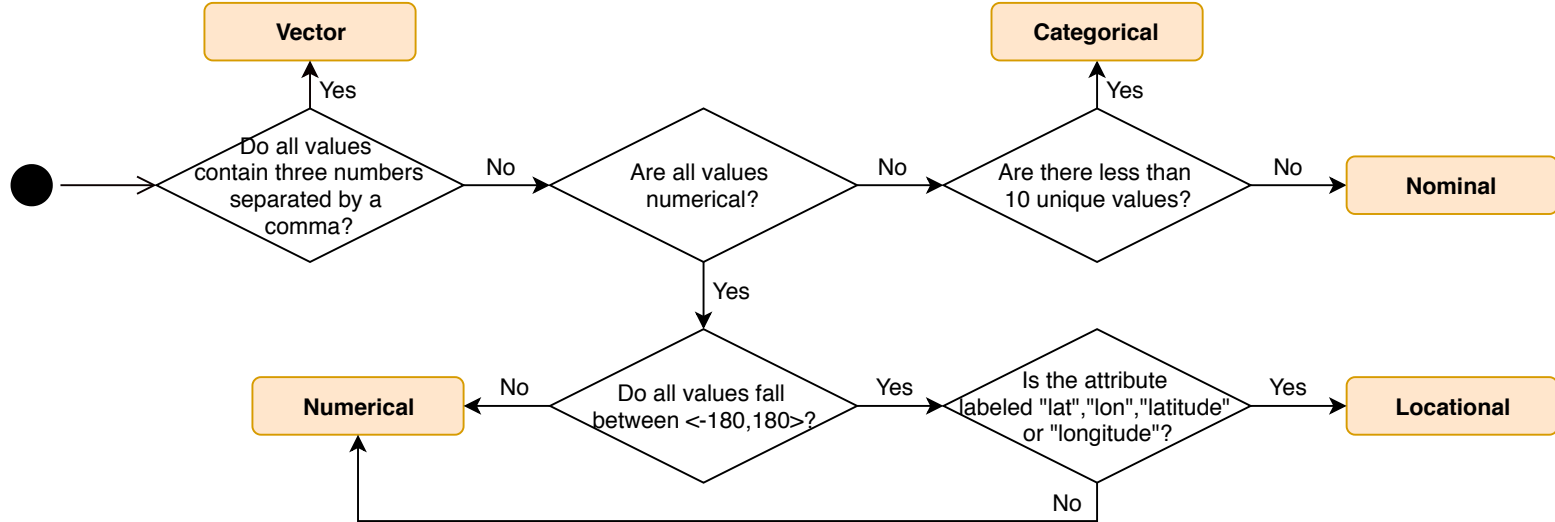 Vector
Categorical
Yes
Yes
Do all values
contain three numbers
separated by a
comma?
No
Are all values
numerical?
No
Are there less than
10 unique values?
No
Nominal
Yes
Numerical
No
Do all values fall
between <-180,180>?
Yes
Is the attribute
labeled "lat","lon","latitude"
or "longitude"?
Yes
Locational
No